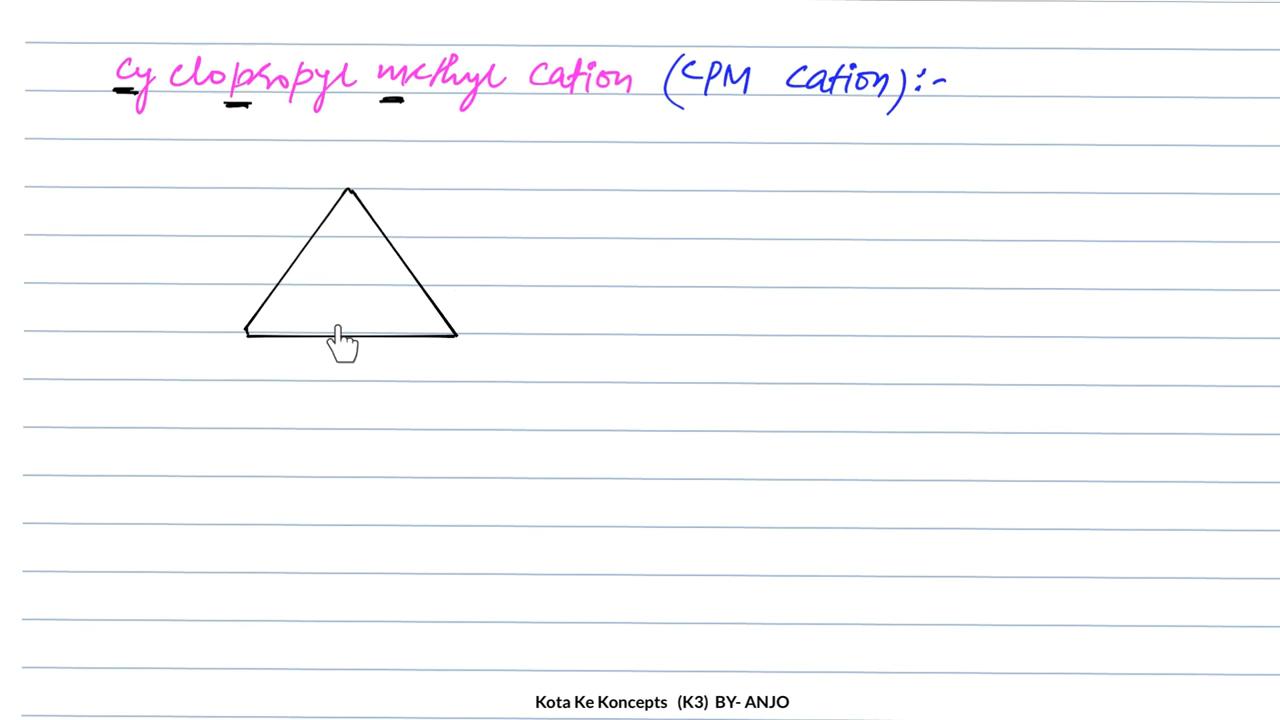 Cyclopropyl methyl cation (CPM cation):-
Kota Ke Koncepts (K3) BY- ANJO